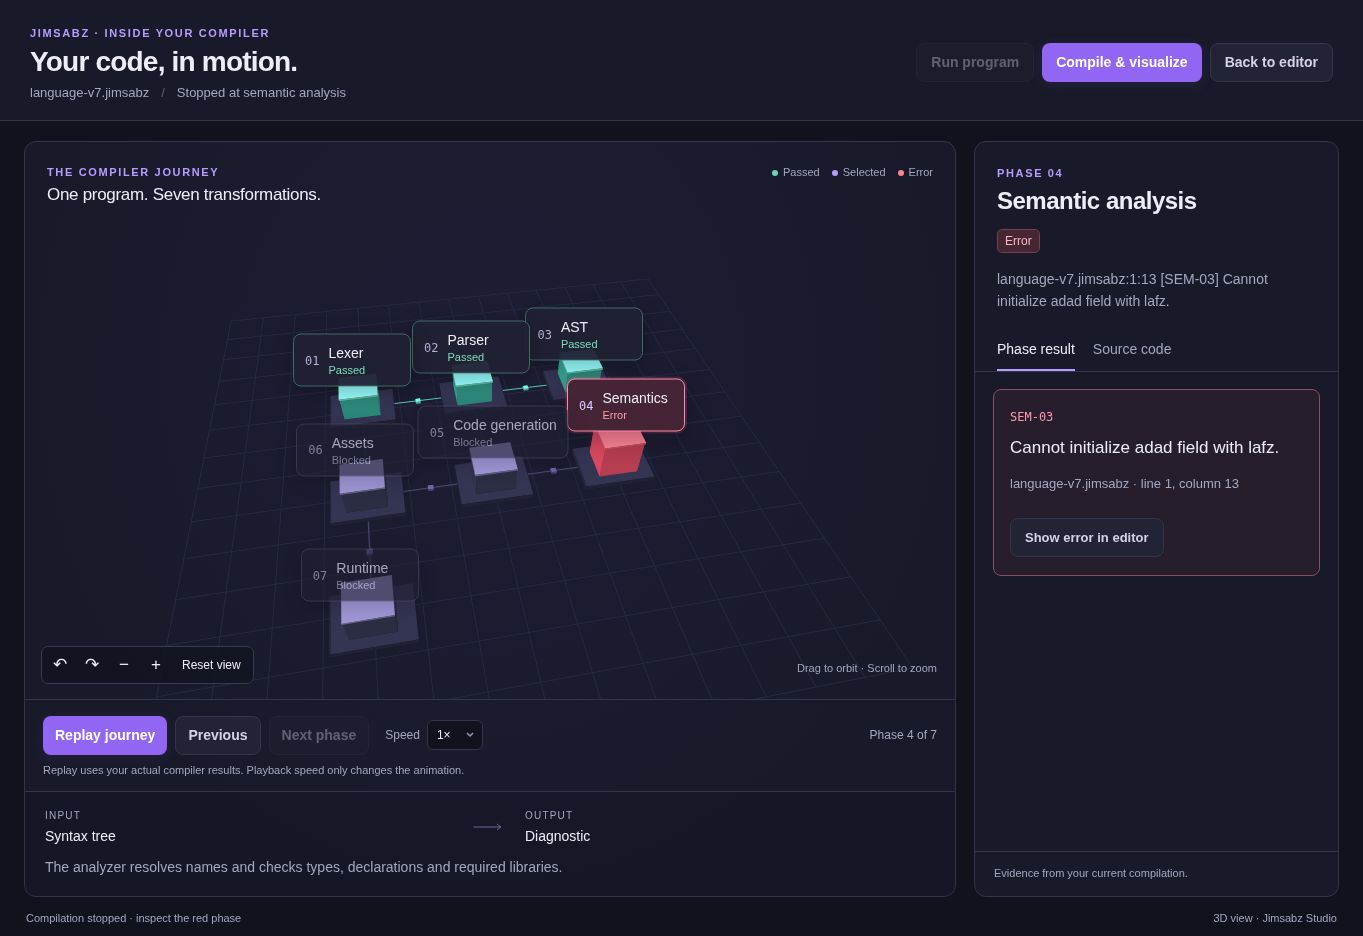 JIMSABZ · INSIDE YOUR COMPILER
Your code, in motion.
language-v7.jimsabz / Stopped at semantic analysis
Run program
Compile & visualize
Back to editor
THE COMPILER JOURNEY
One program. Seven transformations.
Passed
Selected
Error
01 Lexer
Passed
02 Parser
Passed
03 AST
Passed
04 Semantics
Error
05 Code generation
Blocked
06 Assets
Blocked
07 Runtime
Blocked
↶ ↷ − + Reset view
Drag to orbit · Scroll to zoom
Replay journey
Previous
Next phase
Speed 1×
Phase 4 of 7
Replay uses your actual compiler results. Playback speed only changes the animation.
INPUT
Syntax tree
OUTPUT
Diagnostic
The analyzer resolves names and checks types, declarations and required libraries.
PHASE 04
Semantic analysis
Error
language-v7.jimsabz:1:13 [SEM-03] Cannot
initialize adad field with lafz.
Phase result
Source code
SEM-03
Cannot initialize adad field with lafz.
language-v7.jimsabz · line 1, column 13
Show error in editor
Evidence from your current compilation.
Compilation stopped · inspect the red phase
3D view · Jimsabz Studio